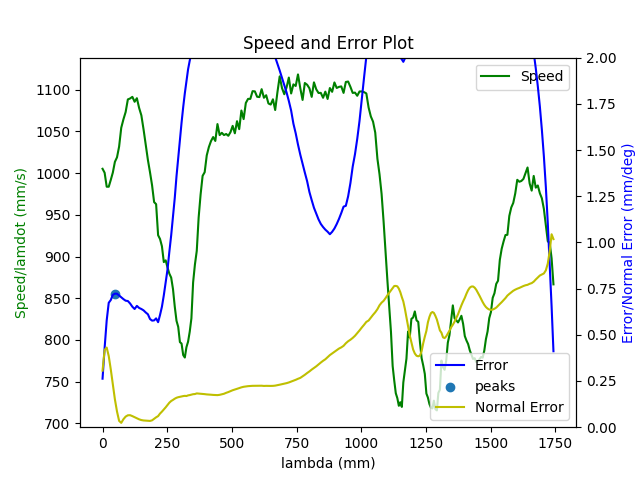 Speed and Error Plot
Speed
1100
1050
1000
950
900
850
800
750
700
Speed/lamdot (mm/s)
2.00
1.75
1.50
1.25
1.00
0.75
0.50
0.25
0.00
Error/Normal Error (mm/deg)
Error
peaks
Normal Error
0 250 500 750 1000 1250 1500 1750
lambda (mm)